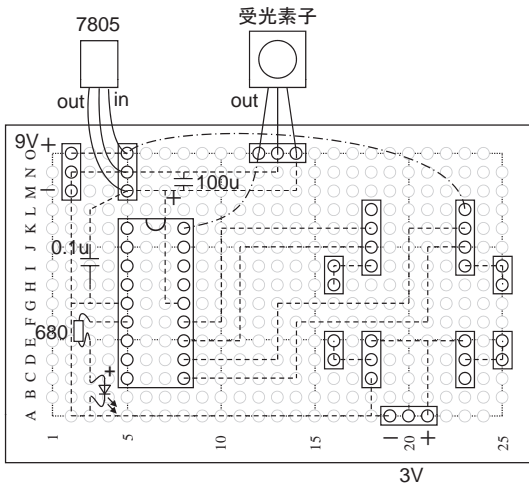 7805
受光素子
out
in
out
9V
+
−
O
N
M
L
K
J
I
H
G
F
E
D
C
B
A
100u
+
0.1u
680
+
1
5
10
15
20
25
−
+
3V